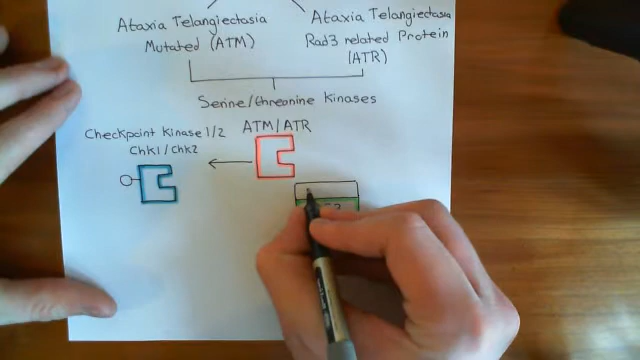 Ataxia Telangiectasia
Mutated (ATM)
Ataxia Telangiectasia
Rad3 related Protein
(ATR)
Serine/threonine Kinases
Checkpoint Kinase 1/2
Chk1/Chk2
ATM/ATR